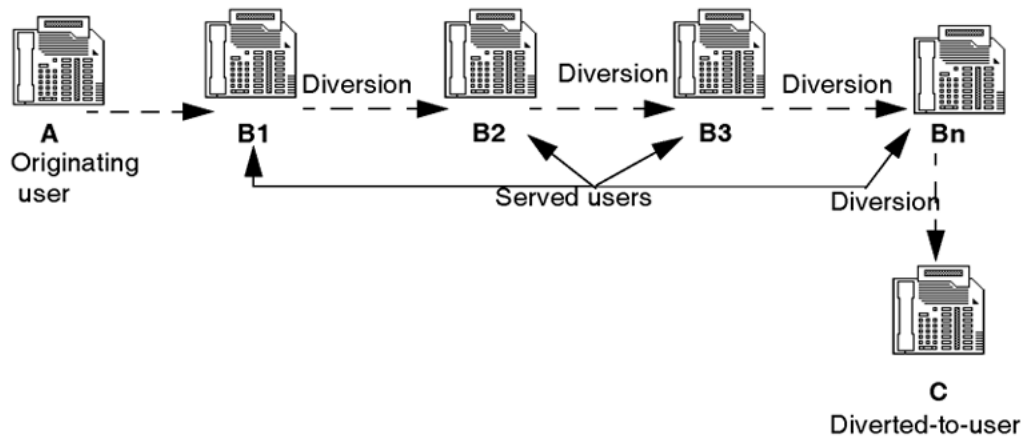 Diversion
Diversion
Diversion
A
B1
B2
B3
Bn
Originating
user
Served users
Diversion
C
Diverted-to-user